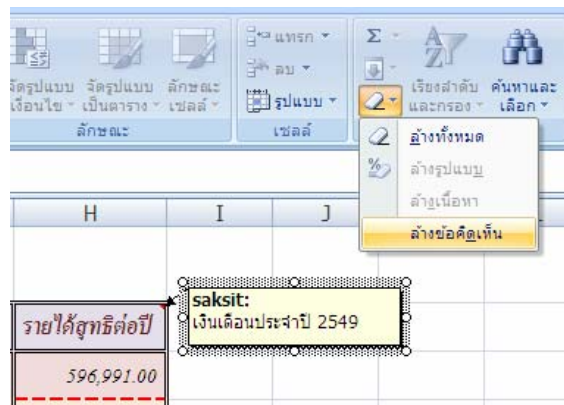 แทรก
ลบ
รูปแบบ
Σ
จัดรูปแบบ จัดรูปแบบ ลักษณะ
เงื่อนไข เป็นตาราง เซลล์
เรียงลำดับ ค้นหาและ
และกรอง เลือก
ลักษณะ เซลล์
ล้างทั้งหมด
ล้างรูปแบบ
ล้างเนื้อหา
ล้างข้อคิดเห็น
H I J
saksit:
เงินเดือนประจำปี 2549
รายได้สุทธิต่อปี
596,991.00